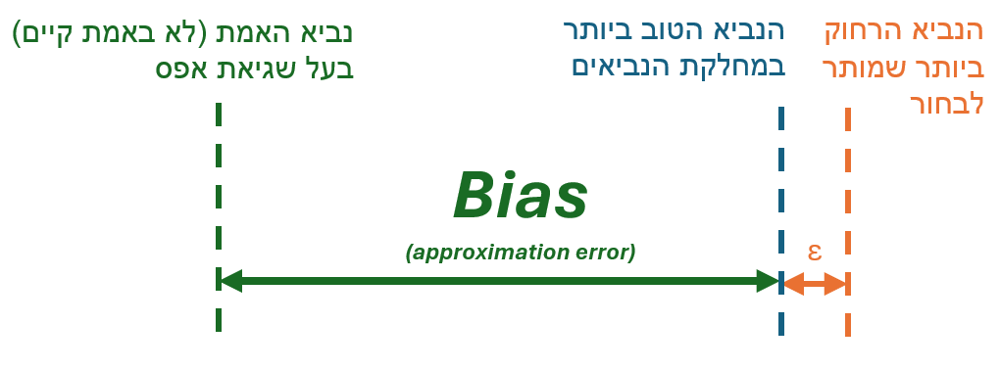 נביא האמת (לא באמת קיים)
בעל שגיאת אפס
הנביא הטוב ביותר
במחלקת הנביאים
הנביא הרחוק
ביותר שמותר
לבחור
Bias
(approximation error)
ε